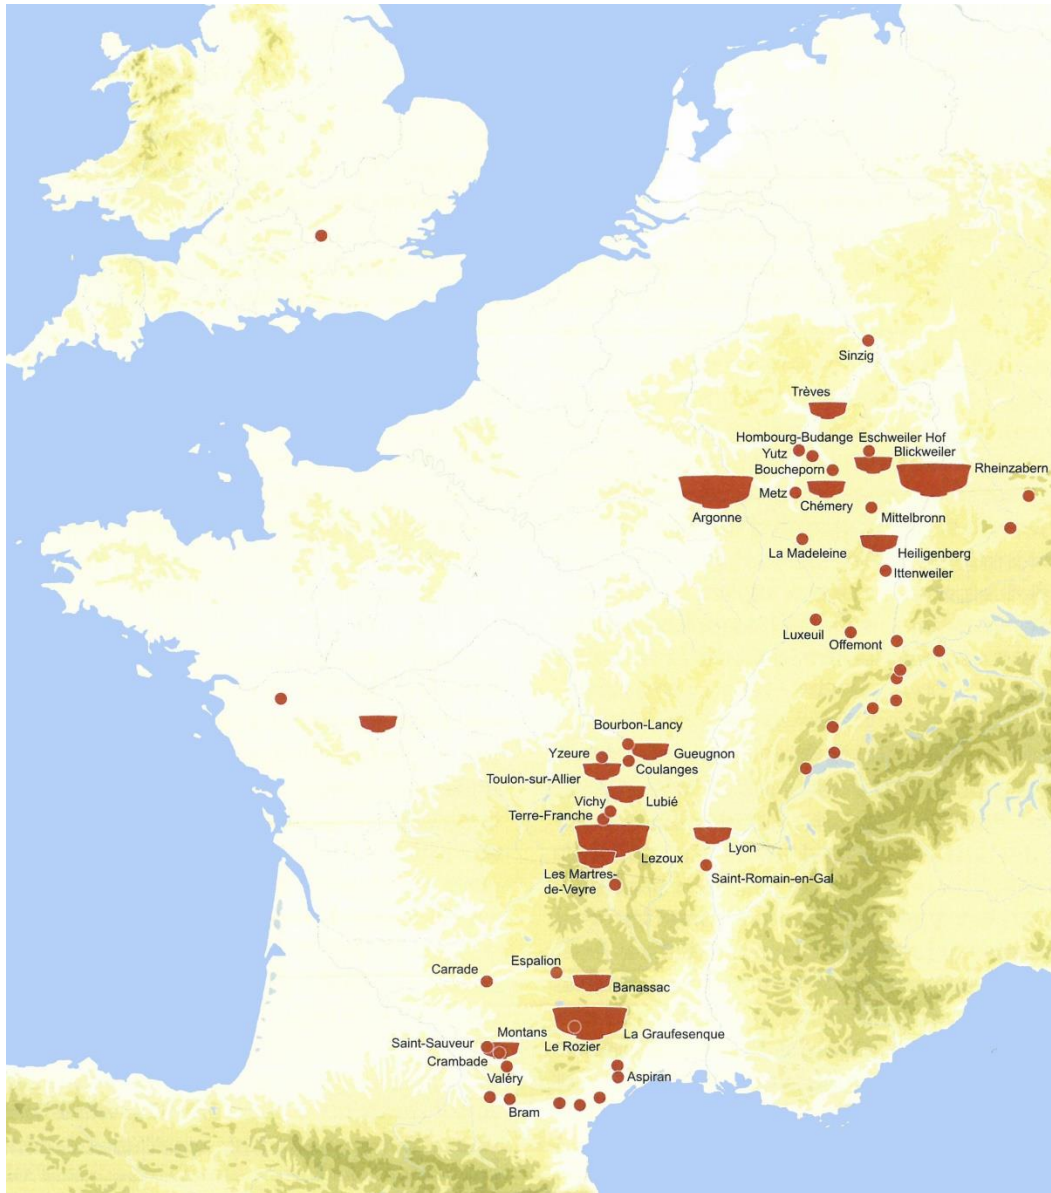 Sinzig
Trèves
Hombourg-Budange
Eschweiler Hof
Yutz
Blickweiler
Boucheporn
Rheinzabern
Metz
Chémery
Argonne
Mittelbronn
La Madeleine
Heiligenberg
Ittenweiler
Luxeuil
Offemont
Bourbon-Lancy
Yzeure
Gueugnon
Coulanges
Toulon-sur-Allier
Vichy
Lubié
Terre-Franche
Lyon
Lezoux
Les Martres-
de-Veyre
Saint-Romain-en-Gal
Espalion
Carrade
Banassac
Montans
La Graufesenque
Saint-Sauveur
Le Rozier
Crambade
Valéry
Aspiran
Bram